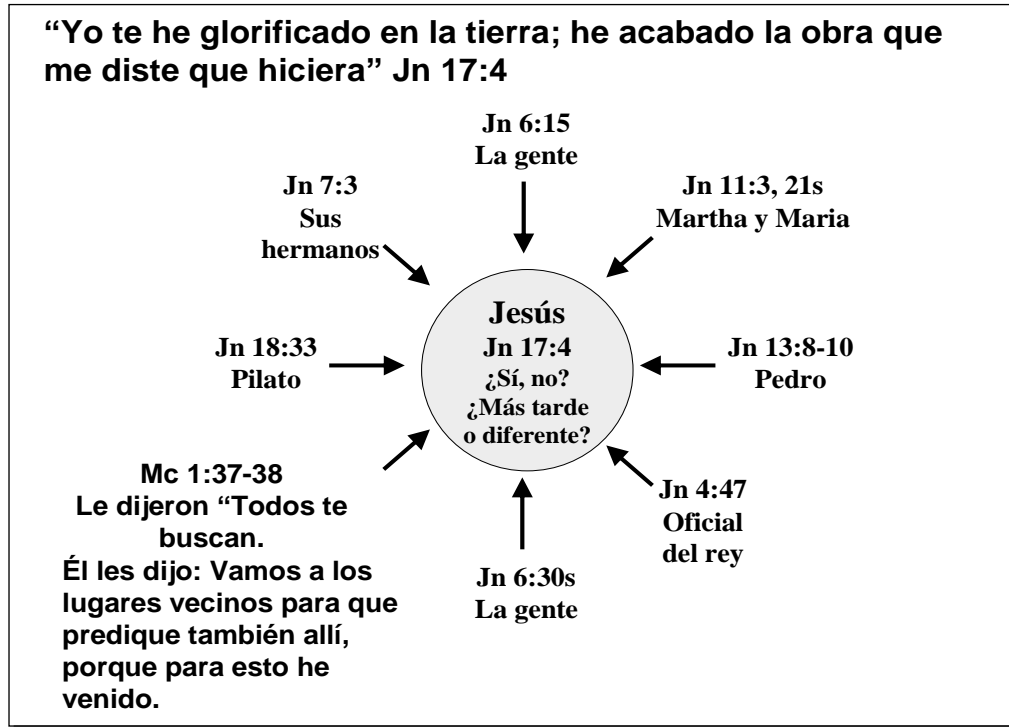 “Yo te he glorificado en la tierra; he acabado la obra que
me diste que hiciera” Jn 17:4
Jn 6:15
La gente
Jn 7:3
Sus
hermanos
Jn 11:3, 21s
Martha y Maria
Jesús
Jn 17:4
¿Sí, no?
¿Más tarde
o diferente?
Jn 18:33
Pilato
Jn 13:8-10
Pedro
Mc 1:37-38
Le dijeron “Todos te
buscan.
Él les dijo: Vamos a los
lugares vecinos para que
predique también allí,
porque para esto he
venido.
Jn 6:30s
La gente
Jn 4:47
Oficial
del rey